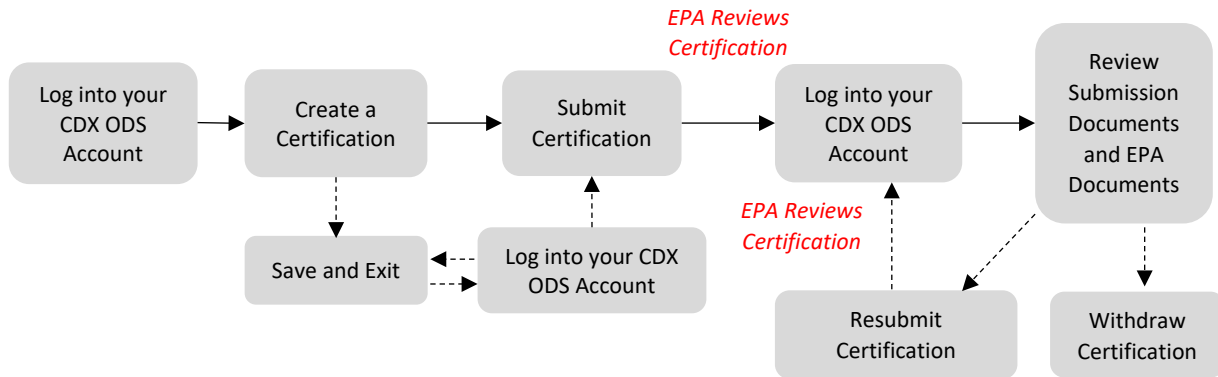 EPA Reviews
Certification
Log into your
CDX ODS
Account
Create a
Certification
Submit
Certification
Log into your
CDX ODS
Account
Review
Submission
Documents
and EPA
Documents
Save and Exit
Log into your CDX
ODS Account
EPA Reviews
Certification
Resubmit
Certification
Withdraw
Certification